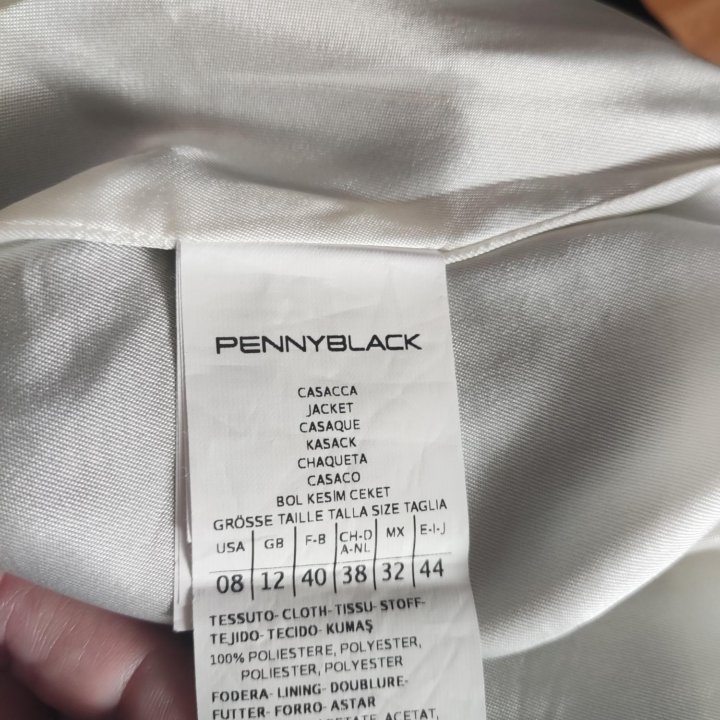 PENNYBLACK
CASACCA
JACKET
CASAQUE
KASACK
CHAQUETA
CASACO
BOL KESİM CEKET
GRÖSSE TAILLE TALLA SIZE TAGLIA
USA GB F-B CH-D A-NL MX E-I-J
08 12 40 38 32 44
TESSUTO-CLOTH-TISSU-STOFF-
TEJIDO-TECIDO-KUMAŞ
100% POLIESTERE, POLYESTER,
POLIESTER, POLYESTER
FODERA-LINING-DOUBLURE-
FUTTER-FORRO-ASTAR
ACETAT,